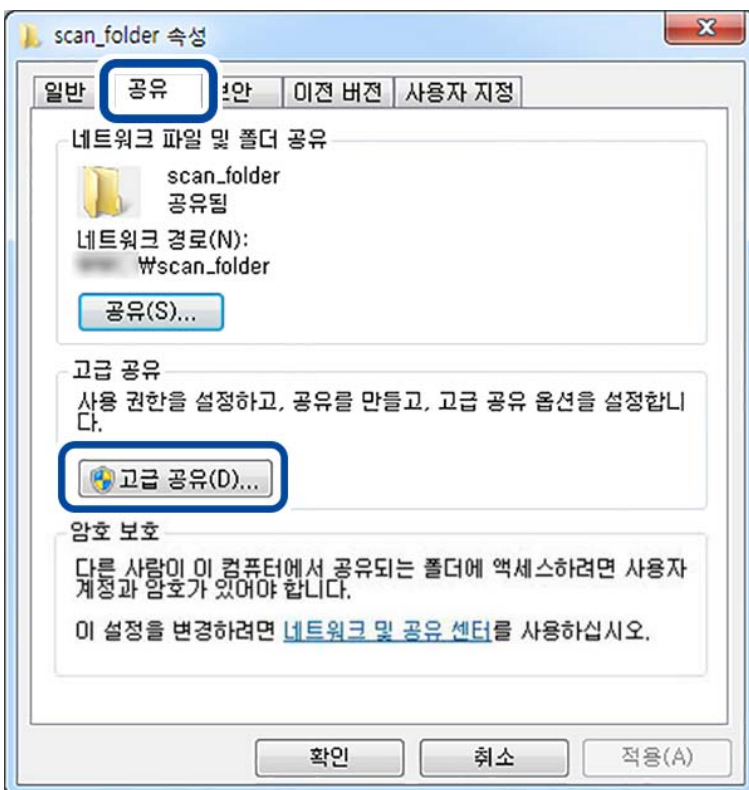 scan_folder 속성
일반 공유 보안 이전 버전 사용자 지정
네트워크 파일 및 폴더 공유
scan_folder
공유됨
네트워크 경로(N):
₩scan_folder
공유(S)...
고급 공유
사용 권한을 설정하고, 공유를 만들고, 고급 공유 옵션을 설정합니
다.
고급 공유(D)...
암호 보호
다른 사람이 이 컴퓨터에서 공유되는 폴더에 액세스하려면 사용자
계정과 암호가 있어야 합니다.
이 설정을 변경하려면 네트워크 및 공유 센터를 사용하십시오.
확인 취소 적용(A)